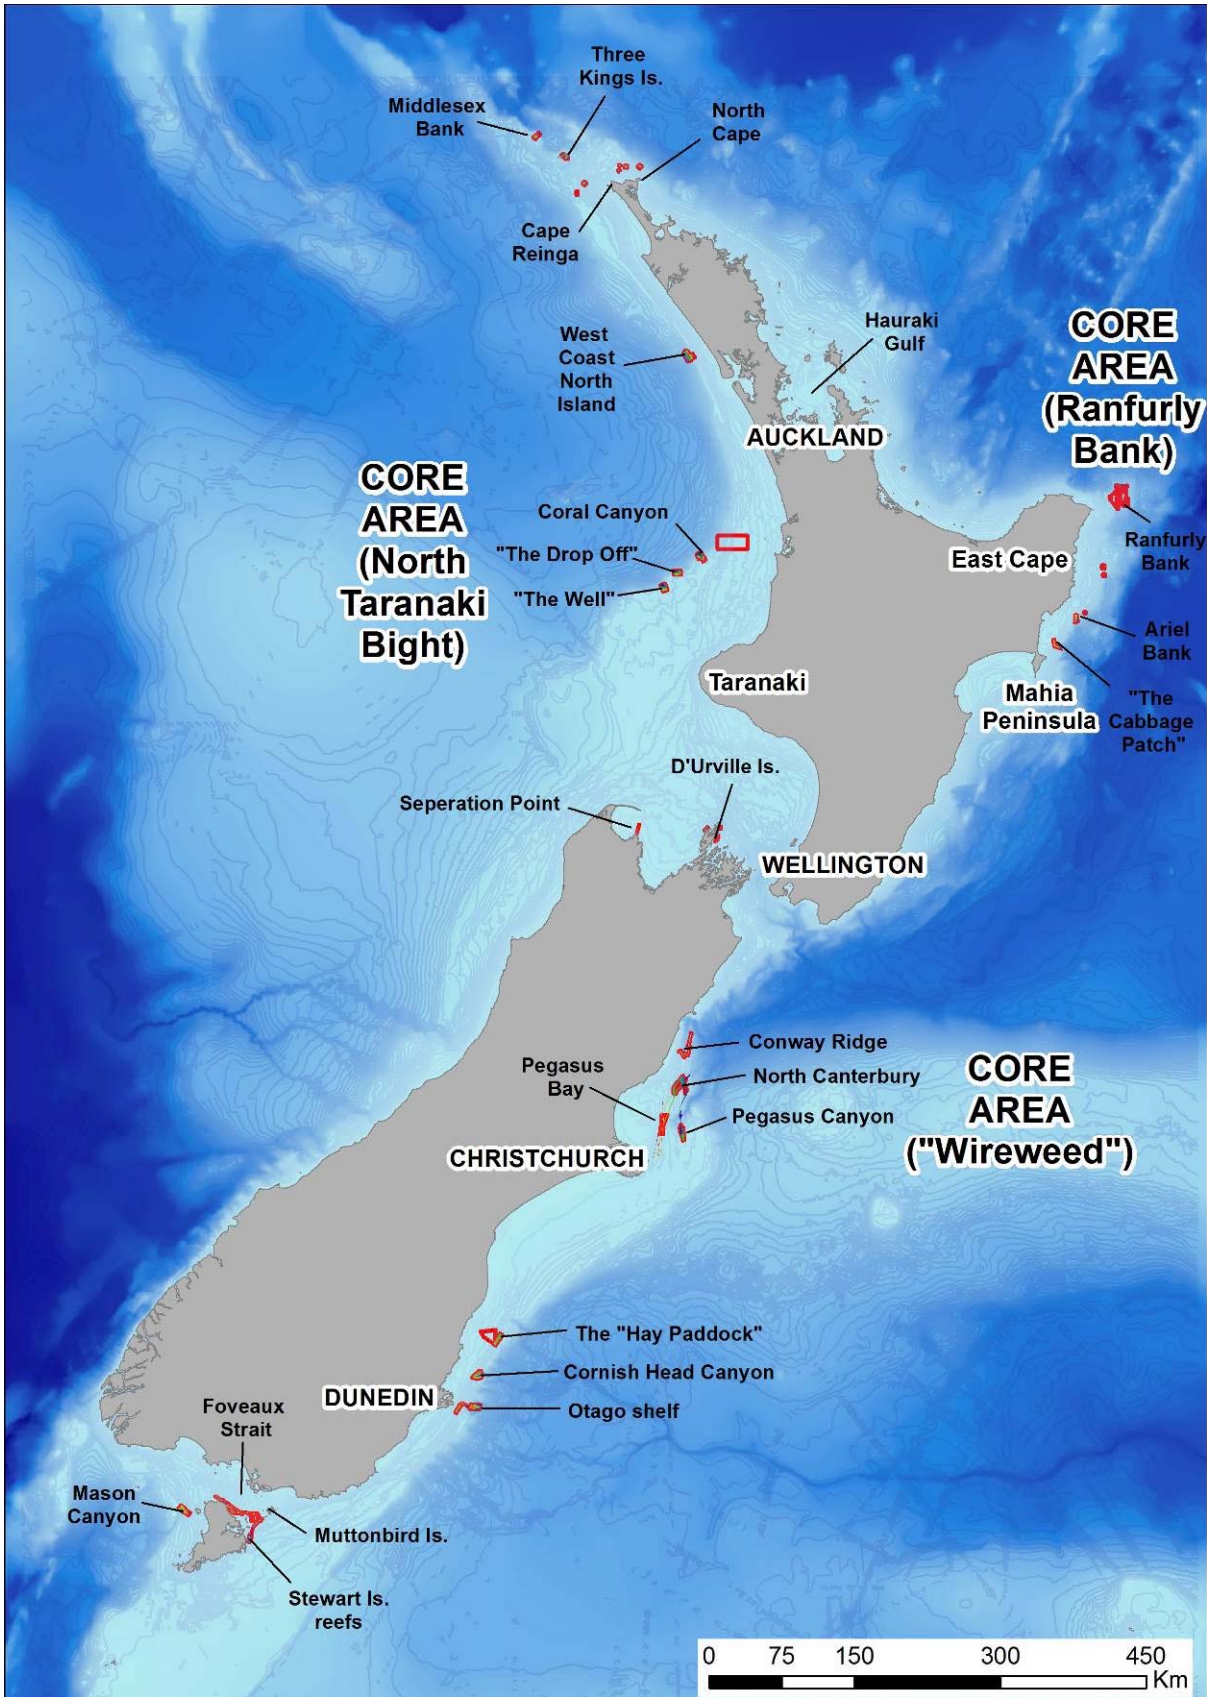 Three
Kings Is.
Middlesex
Bank
North
Cape
Cape
Reinga
West
Coast
North
Island
Hauraki
Gulf
CORE
AREA
(Ranfurly
Bank)
AUCKLAND
CORE
AREA
(North
Taranaki
Bight)
Coral Canyon
"The Drop Off"
"The Well"
East Cape
Ranfurly
Bank
Ariel
Bank
Taranaki
Mahia
Peninsula
"The
Cabbage
Patch"
D'Urville Is.
Seperation Point
WELLINGTON
Conway Ridge
Pegasus
Bay
North Canterbury
Pegasus Canyon
CORE
AREA
("Wireweed")
CHRISTCHURCH
The "Hay Paddock"
Cornish Head Canyon
DUNEDIN
Otago shelf
Foveaux
Strait
Mason
Canyon
Muttonbird Is.
Stewart Is.
reefs
0 75 150 300 450
Km